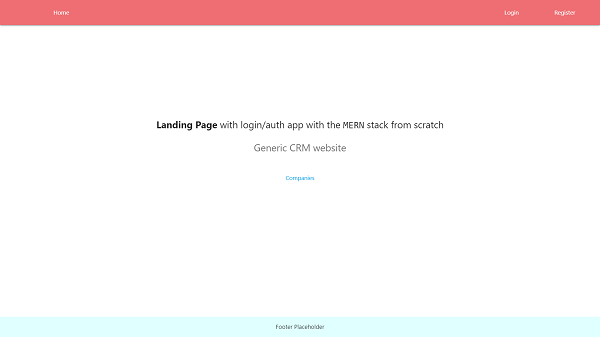 Home Login Register
Landing Page with login/auth app with the MERN stack from scratch
Generic CRM website
Companies
Footer Placeholder